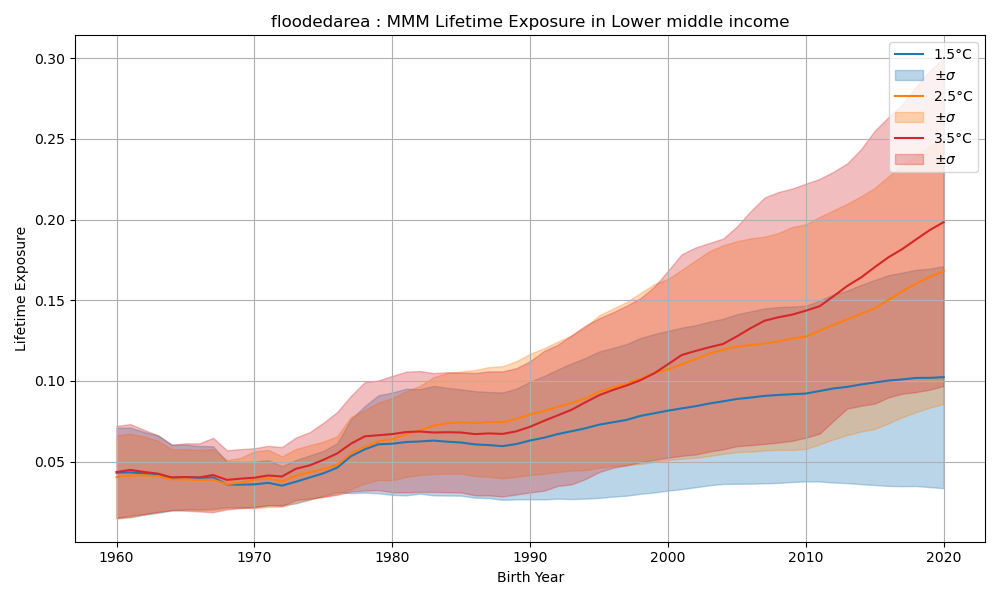 floodedarea : MMM Lifetime Exposure in Lower middle income
0.30
0.25
0.20
0.15
0.10
0.05
Lifetime Exposure
1960
1970
1980
1990
2000
2010
2020
Birth Year
1.5°C
±σ
2.5°C
±σ
3.5°C
±σ